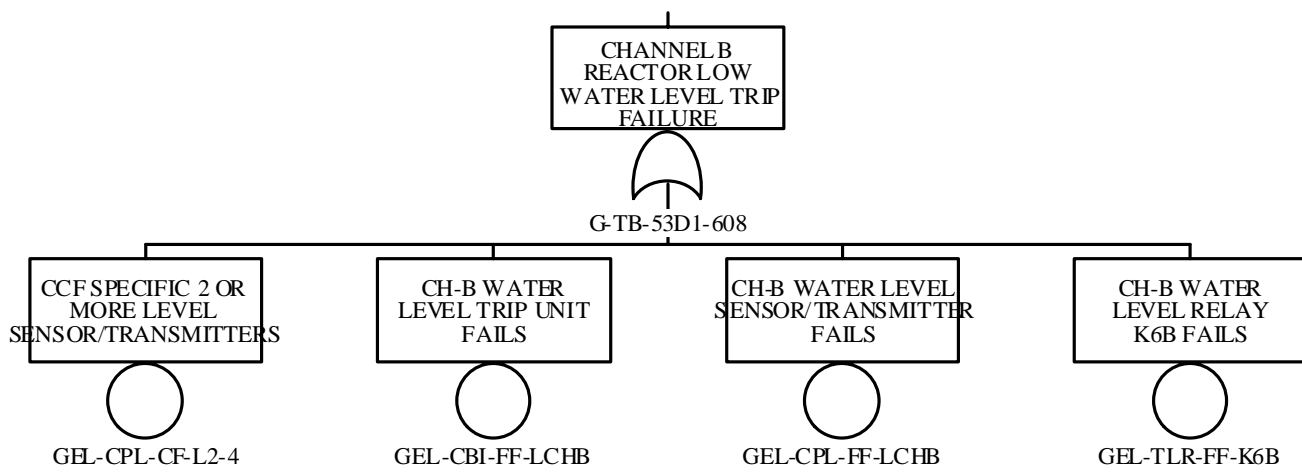 CHANNEL B
REACTOR LOW
WATER LEVEL TRIP
FAILURE
G-TB-53D1-608
CCF SPECIFIC 2 OR
MORE LEVEL
SENSOR/TRANSMITTERS
CH-B WATER
LEVEL TRIP UNIT
FAILS
CH-B WATER LEVEL
SENSOR/TRANSMITTER
FAILS
CH-B WATER
LEVEL RELAY
K6B FAILS
GEL-CPL-CF-L2-4
GEL-CBI-FF-LCHB
GEL-CPL-FF-LCHB
GEL-TLR-FF-K6B